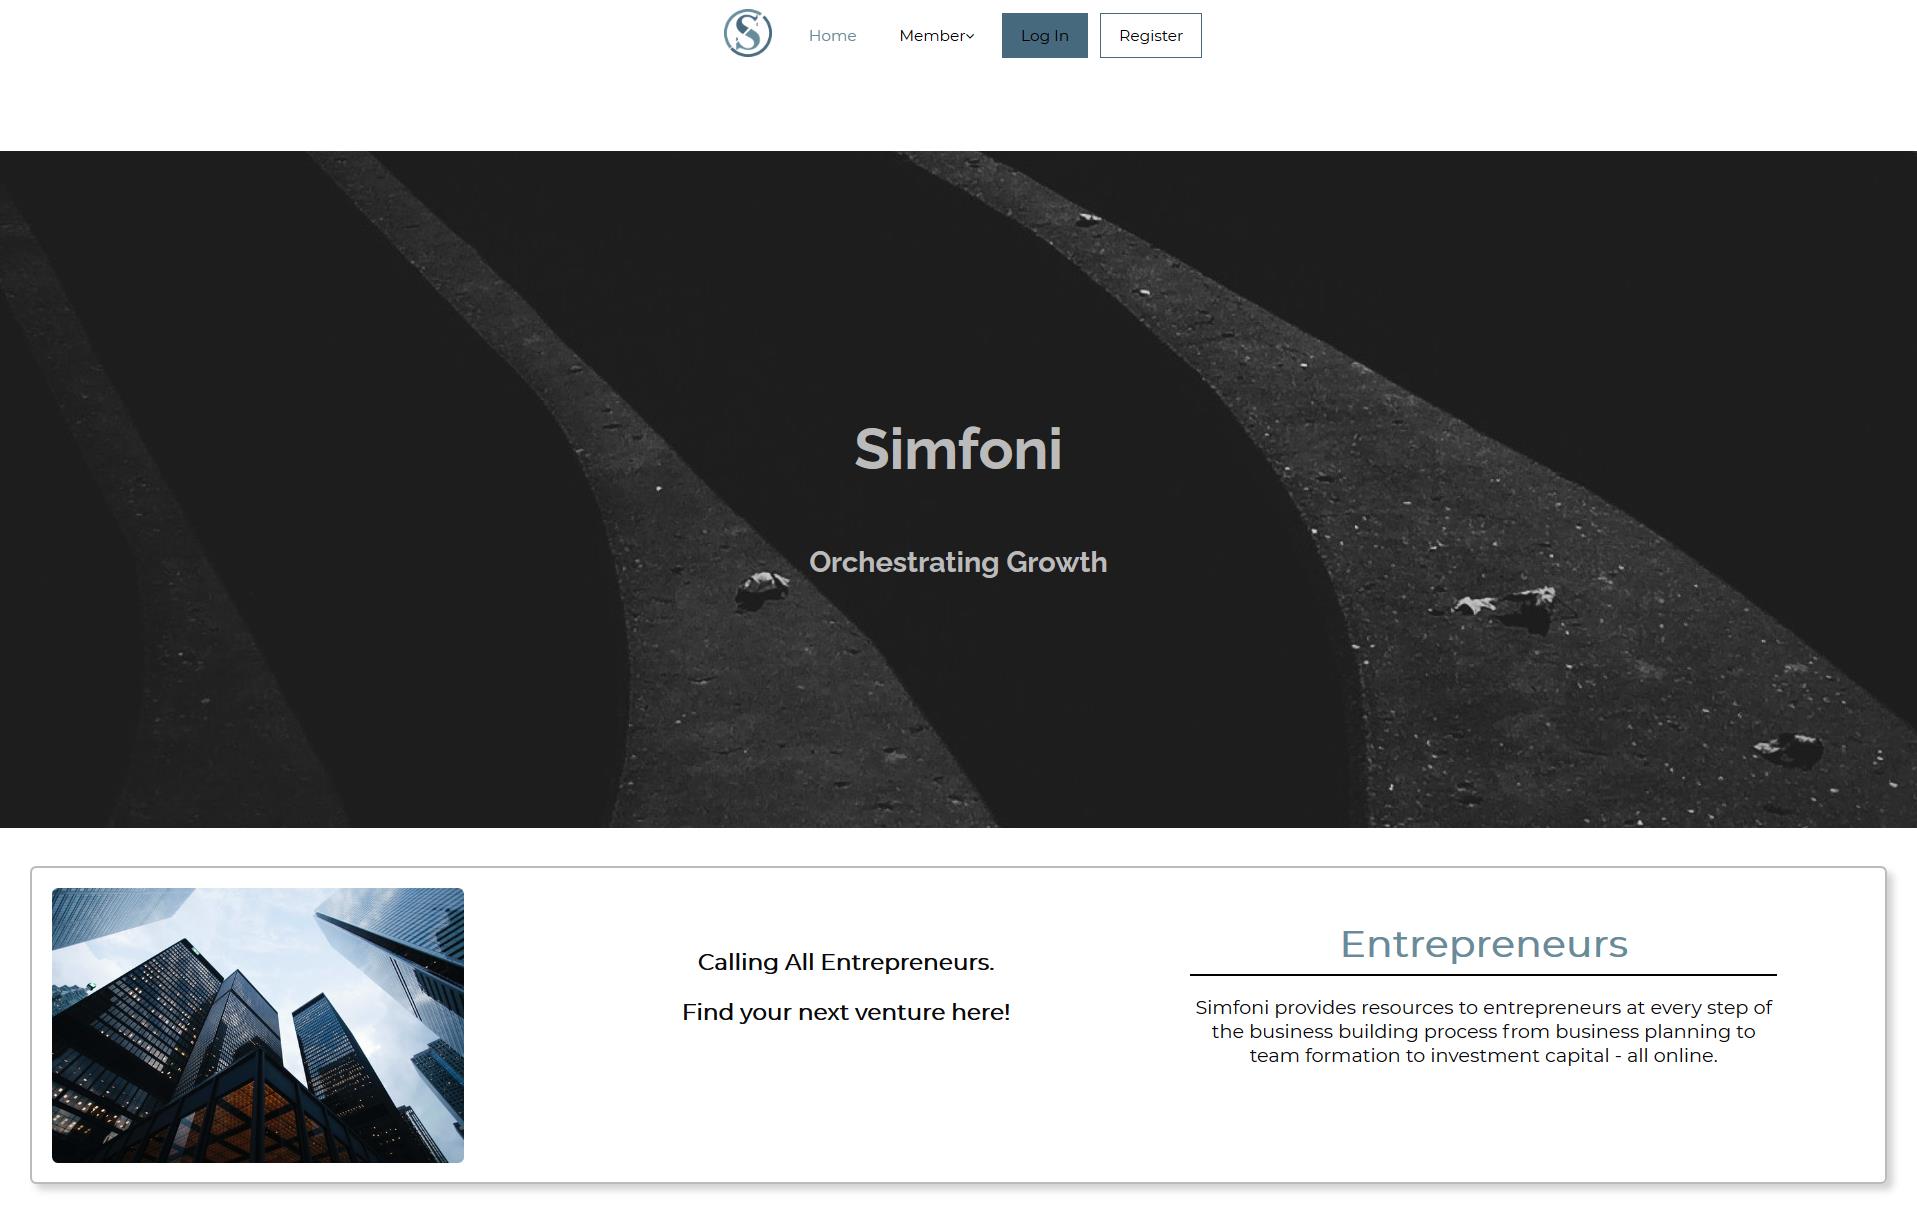 S
Home
Member
Log In
Register
Simfoni
Orchestrating Growth
Calling All Entrepreneurs.
Find your next venture here!
Entrepreneurs
Simfoni provides resources to entrepreneurs at every step of
the business building process from business planning to
team formation to investment capital - all online.